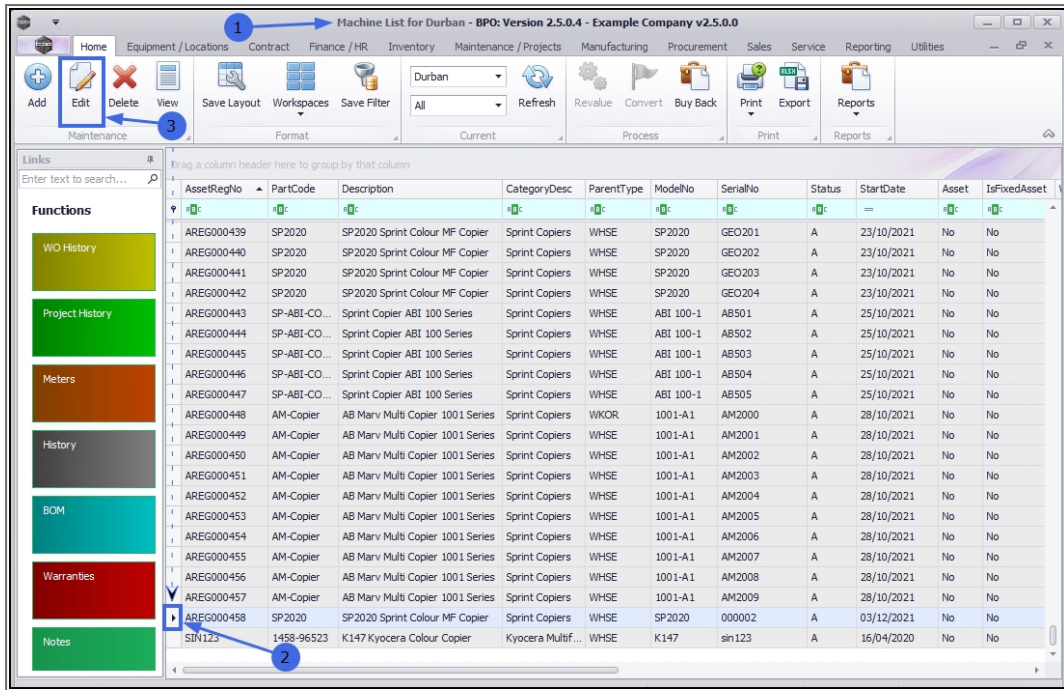 1
Machine List for Durban - BPO: Version 2.5.0.4 - Example Company v2.5.0.0
Home Equipment / Locations Contract Finance / HR Inventory Maintenance / Projects Manufacturing Procurement Sales Service Reporting Utilities
Durban
Add Edit Delete View Save Layout Workspaces Save Filter All Refresh Revalue Convert Buy Back Print Export Reports
3
Maintenance Format Current Process Print Reports
Links
Drag a column header here to group by that column
Enter text to search...
AssetRegNo PartCode Description CategoryDesc ParentType ModelNo SerialNo Status StartDate Asset IsFixedAsset
Functions
=
AREG000439 SP2020 SP2020 Sprint Colour MF Copier Sprint Copiers WHSE SP2020 GEO201 A 23/10/2021 No No
WO History
AREG000440 SP2020 SP2020 Sprint Colour MF Copier Sprint Copiers WHSE SP2020 GEO202 A 23/10/2021 No No
AREG000441 SP2020 SP2020 Sprint Colour MF Copier Sprint Copiers WHSE SP2020 GEO203 A 23/10/2021 No No
AREG000442 SP2020 SP2020 Sprint Colour MF Copier Sprint Copiers WHSE SP2020 GEO204 A 23/10/2021 No No
Project History
AREG000443 SP-ABI-CO... Sprint Copier ABI 100 Series Sprint Copiers WHSE ABI 100-1 AB501 A 25/10/2021 No No
AREG000444 SP-ABI-CO... Sprint Copier ABI 100 Series Sprint Copiers WHSE ABI 100-1 AB502 A 25/10/2021 No No
AREG000445 SP-ABI-CO... Sprint Copier ABI 100 Series Sprint Copiers WHSE ABI 100-1 AB503 A 25/10/2021 No No
AREG000446 SP-ABI-CO... Sprint Copier ABI 100 Series Sprint Copiers WHSE ABI 100-1 AB504 A 25/10/2021 No No
Meters
AREG000447 SP-ABI-CO... Sprint Copier ABI 100 Series Sprint Copiers WHSE ABI 100-1 AB505 A 25/10/2021 No No
AREG000448 AM-Copier AB Marv Multi Copier 1001 Series Sprint Copiers WKOR 1001-A1 AM2000 A 28/10/2021 No No
AREG000449 AM-Copier AB Marv Multi Copier 1001 Series Sprint Copiers WHSE 1001-A1 AM2001 A 28/10/2021 No No
History
AREG000450 AM-Copier AB Marv Multi Copier 1001 Series Sprint Copiers WHSE 1001-A1 AM2002 A 28/10/2021 No No
AREG000451 AM-Copier AB Marv Multi Copier 1001 Series Sprint Copiers WHSE 1001-A1 AM2003 A 28/10/2021 No No
AREG000452 AM-Copier AB Marv Multi Copier 1001 Series Sprint Copiers WHSE 1001-A1 AM2004 A 28/10/2021 No No
BOM
AREG000453 AM-Copier AB Marv Multi Copier 1001 Series Sprint Copiers WHSE 1001-A1 AM2005 A 28/10/2021 No No
AREG000454 AM-Copier AB Marv Multi Copier 1001 Series Sprint Copiers WHSE 1001-A1 AM2006 A 28/10/2021 No No
AREG000455 AM-Copier AB Marv Multi Copier 1001 Series Sprint Copiers WHSE 1001-A1 AM2007 A 28/10/2021 No No
Warranties
AREG000456 AM-Copier AB Marv Multi Copier 1001 Series Sprint Copiers WHSE 1001-A1 AM2008 A 28/10/2021 No No
AREG000457 AM-Copier AB Marv Multi Copier 1001 Series Sprint Copiers WHSE 1001-A1 AM2009 A 28/10/2021 No No
AREG000458 SP2020 SP2020 Sprint Colour MF Copier Sprint Copiers WHSE SP2020 000002 A 03/12/2021 No No
Notes
SIN123 1458-96523 K147 Kyocera Colour Copier Kyocera Multif... WHSE K147 sin123 A 16/04/2020 No No
2